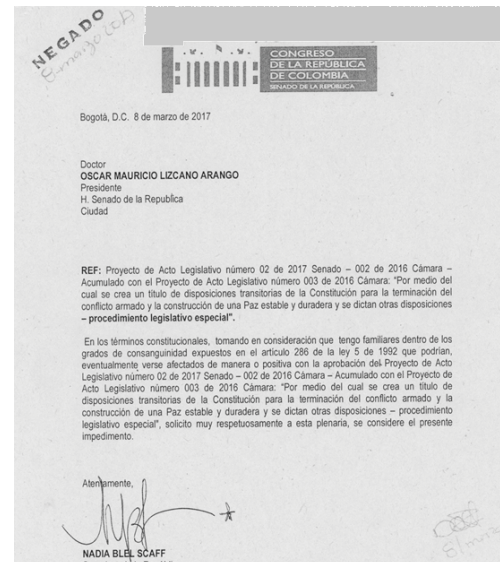 NEGADO
8-marzo 2017
CONGRESO
DE LA REPÚBLICA
DE COLOMBIA
SENADO DE LA REPÚBLICA
Bogotá, D.C. 8 de marzo de 2017
Doctor
OSCAR MAURICIO LIZCANO ARANGO
Presidente
H. Senado de la Republica
Ciudad
REF: Proyecto de Acto Legislativo número 02 de 2017 Senado – 002 de 2016 Cámara –
Acumulado con el Proyecto de Acto Legislativo número 003 de 2016 Cámara: "Por medio del
cual se crea un título de disposiciones transitorias de la Constitución para la terminación del
conflicto armado y la construcción de una Paz estable y duradera y se dictan otras disposiciones
– procedimiento legislativo especial".
En los términos constitucionales, tomando en consideración que tengo familiares dentro de los
grados de consanguinidad expuestos en el articulo 286 de la ley 5 de 1992 que podrían,
eventualmente verse afectados de manera o positiva con la aprobación del Proyecto de Acto
Legislativo número 02 de 2017 Senado – 002 de 2016 Cámara – Acumulado con el Proyecto de Acto
Legislativo número 003 de 2016 Cámara: "Por medio del cual se crea un titulo de
disposiciones transitorias de la Constitución para la terminación del conflicto armado y la
construcción de una Paz estable y duradera y se dictan otras disposiciones – procedimiento
legislativo especial", solicito muy respetuosamente a esta plenaria, se considere el presente
impedimento.
Atentamente,
NADIA BLEL SCAFF